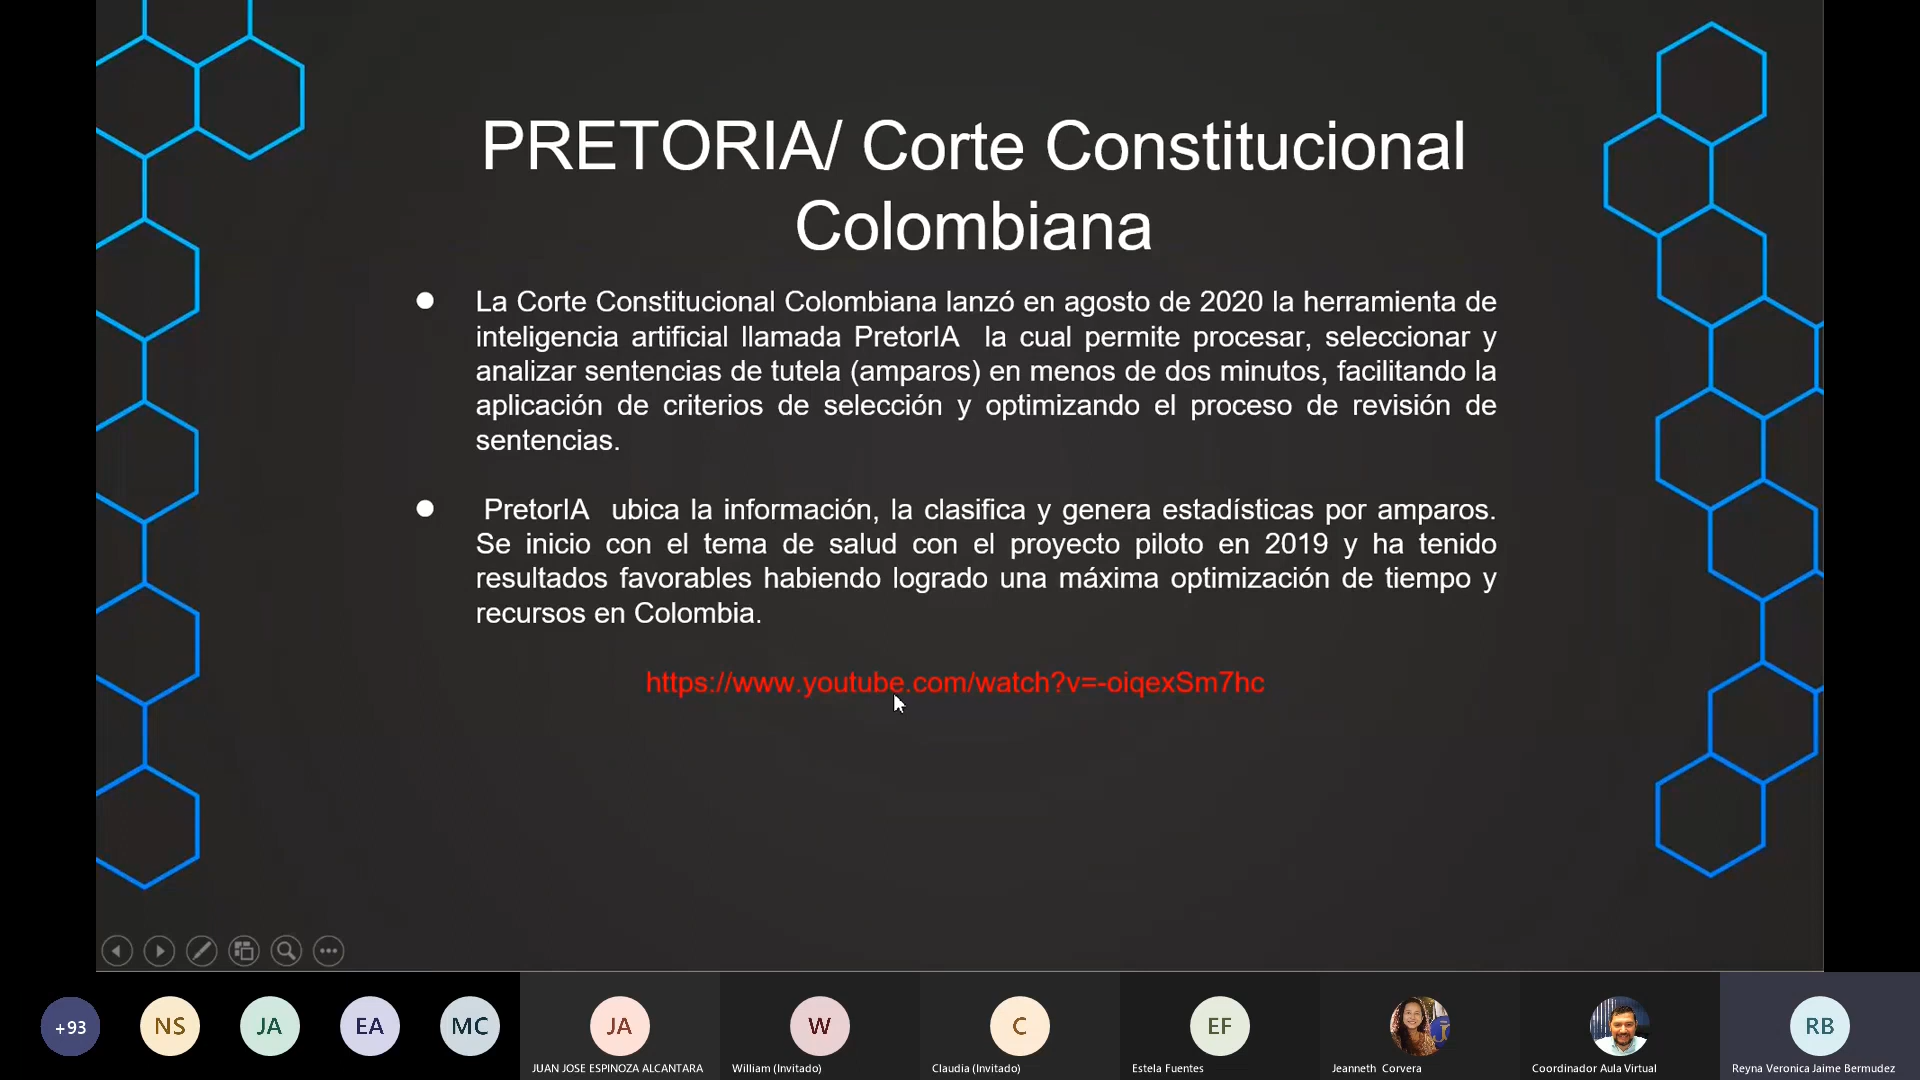 PRETORIA/ Corte Constitucional
Colombiana
La Corte Constitucional Colombiana lanzó en agosto de 2020 la herramienta de
inteligencia artificial llamada PretorIA la cual permite procesar, seleccionar y
analizar sentencias de tutela (amparos) en menos de dos minutos, facilitando la
aplicación de criterios de selección y optimizando el proceso de revisión de
sentencias.
PretorIA ubica la información, la clasifica y genera estadísticas por amparos.
Se inicio con el tema de salud con el proyecto piloto en 2019 y ha tenido
resultados favorables habiendo logrado una máxima optimización de tiempo y
recursos en Colombia.
https://www.youtube.com/watch?v=-oiqexSm7hc
+93
NS
JA
EA
MC
JA
W
C
EF
RB
JUAN JOSE ESPINOZA ALCANTARA
William (Invitado)
Claudia (Invitado)
Estela Fuentes
Jeanneth Corvera
Coordinador Aula Virtual
Reyna Veronica Jaime Bermudez